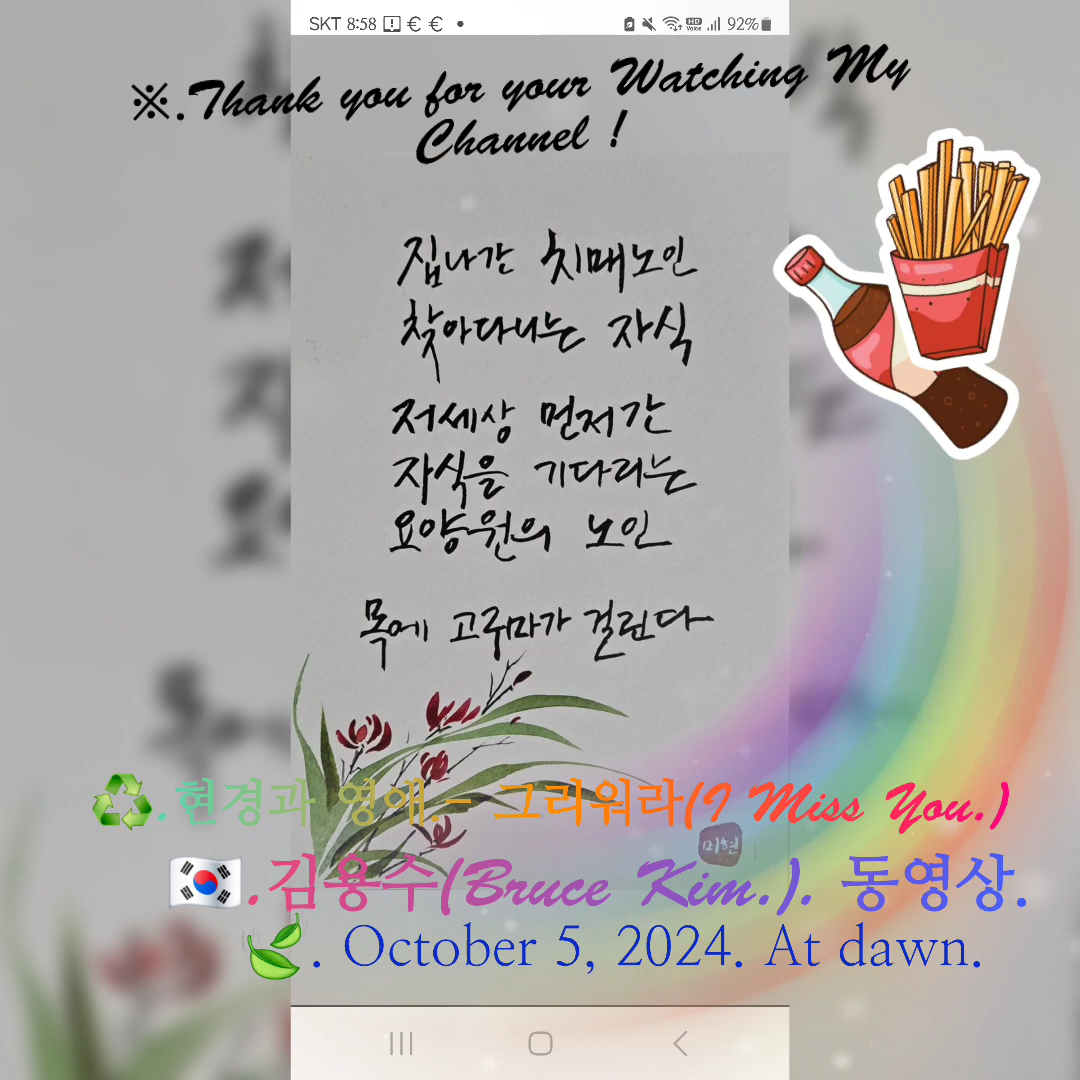 SKT 8:58
92%
※.Thank you for your Watching My
Channel !
집나간 치매노인
찾아다니는 자식
저세상 먼저간
자식을 기다리는
요양원의 노인
목에 고구마가 걸린다
미현
♻.현경과 영애.- 그리워라(I Miss You.)
🇰🇷.김용수(Bruce Kim.). 동영상.
🌿. October 5, 2024. At dawn.